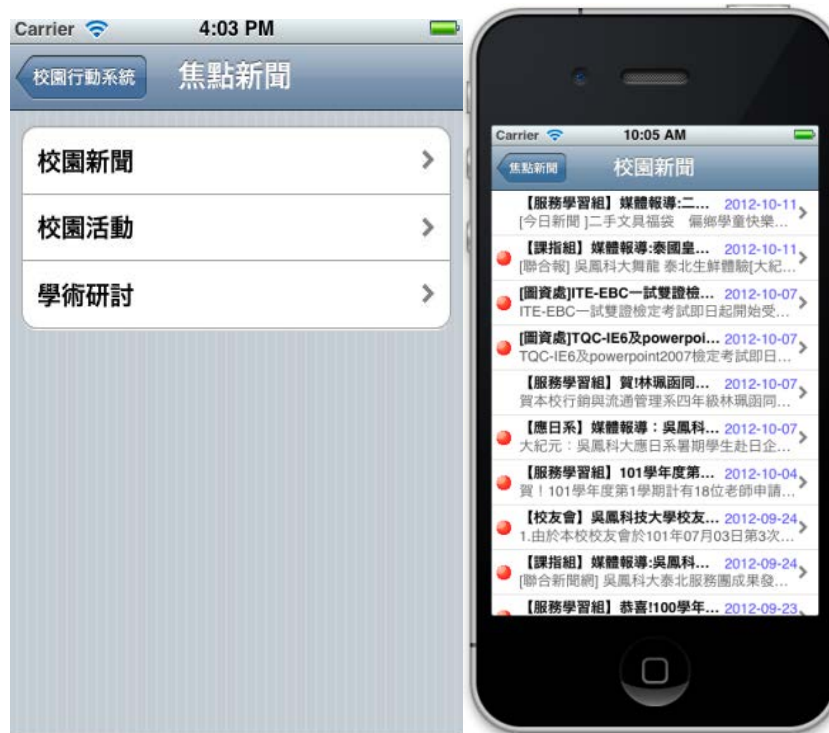 Carrier
4:03 PM
校園行動系統
焦點新聞
校園新聞
校園活動
學術研討
Carrier
10:05 AM
焦點新聞
校園新聞
【服務學習組】媒體報導:二... 2012-10-11
[今日新聞 ]二手文具福袋 偏鄉學童快樂...
【課指組】媒體報導:泰國皇... 2012-10-11
[聯合報] 吳鳳科大舞龍 泰北生鮮體驗[大紀...
[圖資處]ITE-EBC一試雙證檢... 2012-10-07
ITE-EBC一試雙證檢定考試即日起開始受...
[圖資處]TQC-IE6及powerpoi... 2012-10-07
TQC-IE6及powerpoint2007檢定考試即日...
【服務學習組】賀!林珮函同... 2012-10-07
賀本校行銷與流通管理系四年級林珮函同...
【應日系】媒體報導：吳鳳科... 2012-10-07
大紀元：吳鳳科大應日系暑期學生赴日企...
【服務學習組】101學年度第... 2012-10-04
賀！101學年度第1學期計有18位老師申請...
【校友會】吳鳳科技大學校友... 2012-09-24
1.由於本校校友會於101年07月03日第3次...
【課指組】媒體報導:吳鳳科... 2012-09-24
[聯合新聞網] 吳鳳科大泰北服務團成果發...
【服務學習組】恭喜!100學年... 2012-09-23